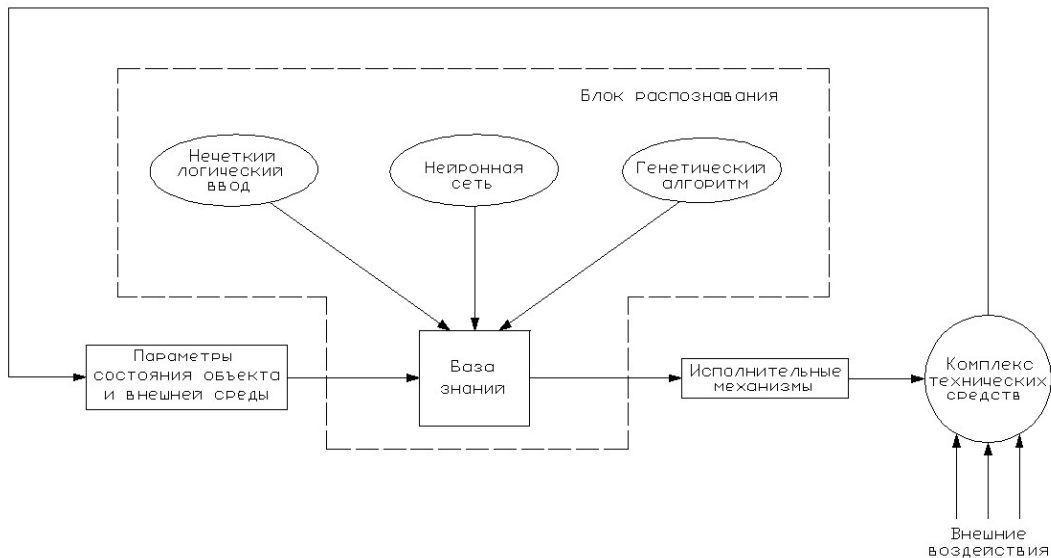 Блок распознавания
Нечеткий
логический
ввод
Нейронная
сеть
Генетический
алгоритм
Параметры
состояния объекта
и внешней среды
База
знаний
Исполнительные
механизмы
Комплекс
технических
средств
Внешние
воздействия